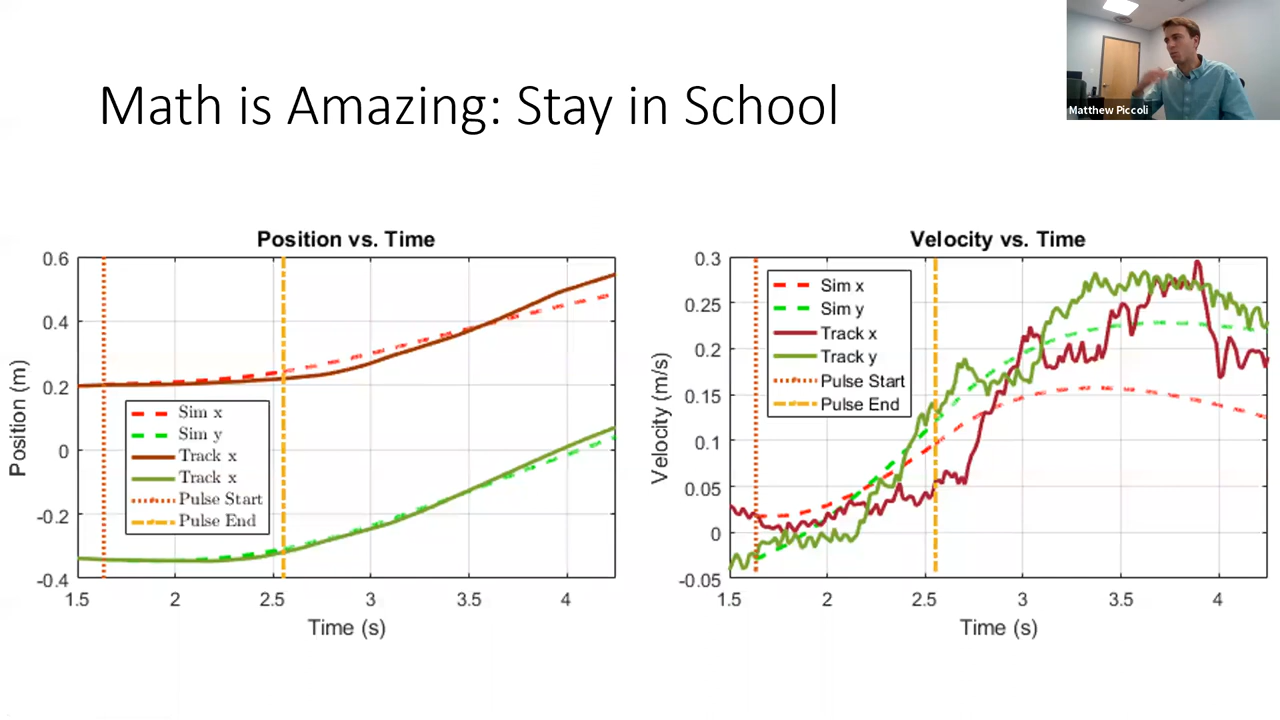 Matthew Piccoli
Math is Amazing: Stay in School
Position vs. Time
Position (m)
0.6
0.4
0.2
0
-0.2
-0.4
Sim x
Sim y
Track x
Track x
Pulse Start
Pulse End
1.5
2
2.5
3
3.5
4
Time (s)
Velocity vs. Time
Velocity (m/s)
0.3
0.25
0.2
0.15
0.1
0.05
0
-0.05
Sim x
Sim y
Track x
Track y
Pulse Start
Pulse End
1.5
2
2.5
3
3.5
4
Time (s)